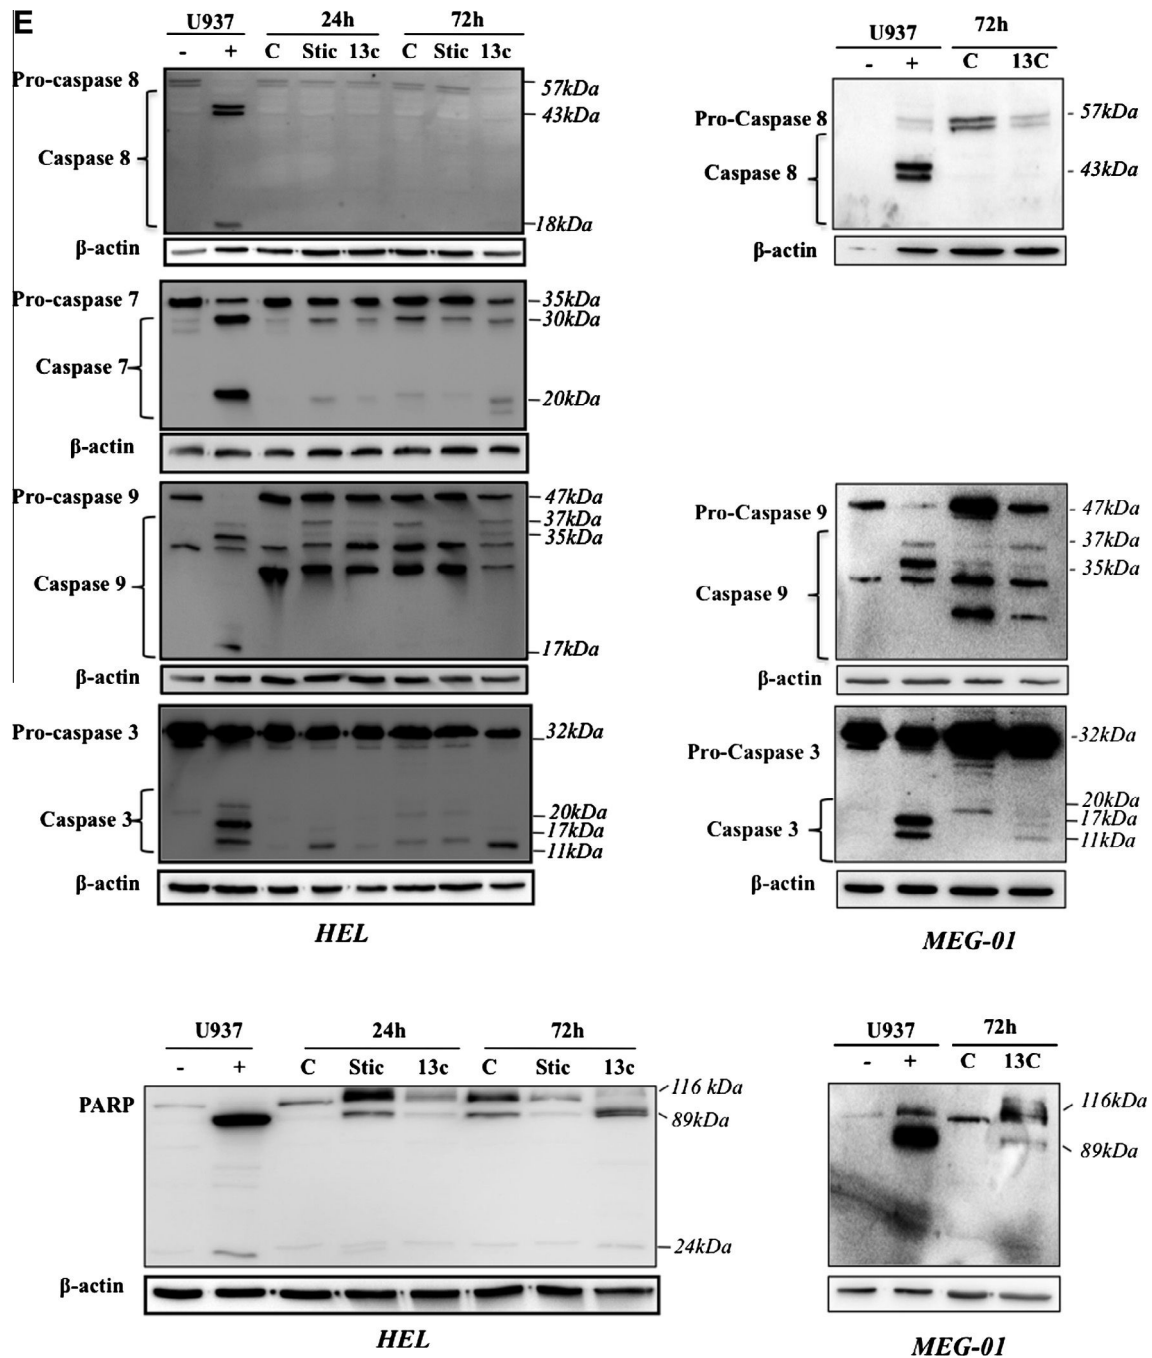 E
U937 24h 72h
- + C Stic 13c C Stic 13c
Pro-caspase 8
57kDa
43kDa
Caspase 8
18kDa
β-actin
Pro-caspase 7
35kDa
30kDa
Caspase 7
20kDa
β-actin
Pro-caspase 9
47kDa
37kDa
35kDa
Caspase 9
17kDa
β-actin
Pro-caspase 3
32kDa
20kDa
Caspase 3
17kDa
11kDa
β-actin
HEL
U937 72h
- + C 13C
Pro-Caspase 8
57kDa
Caspase 8
43kDa
β-actin
Pro-Caspase 9
47kDa
37kDa
35kDa
Caspase 9
β-actin
32kDa
Pro-Caspase 3
20kDa
17kDa
Caspase 3
11kDa
β-actin
MEG-01
U937 24h 72h
- + C Stic 13c C Stic 13c
116 kDa
PARP
89kDa
24kDa
β-actin
HEL
U937 72h
- + C 13C
116kDa
89kDa
MEG-01